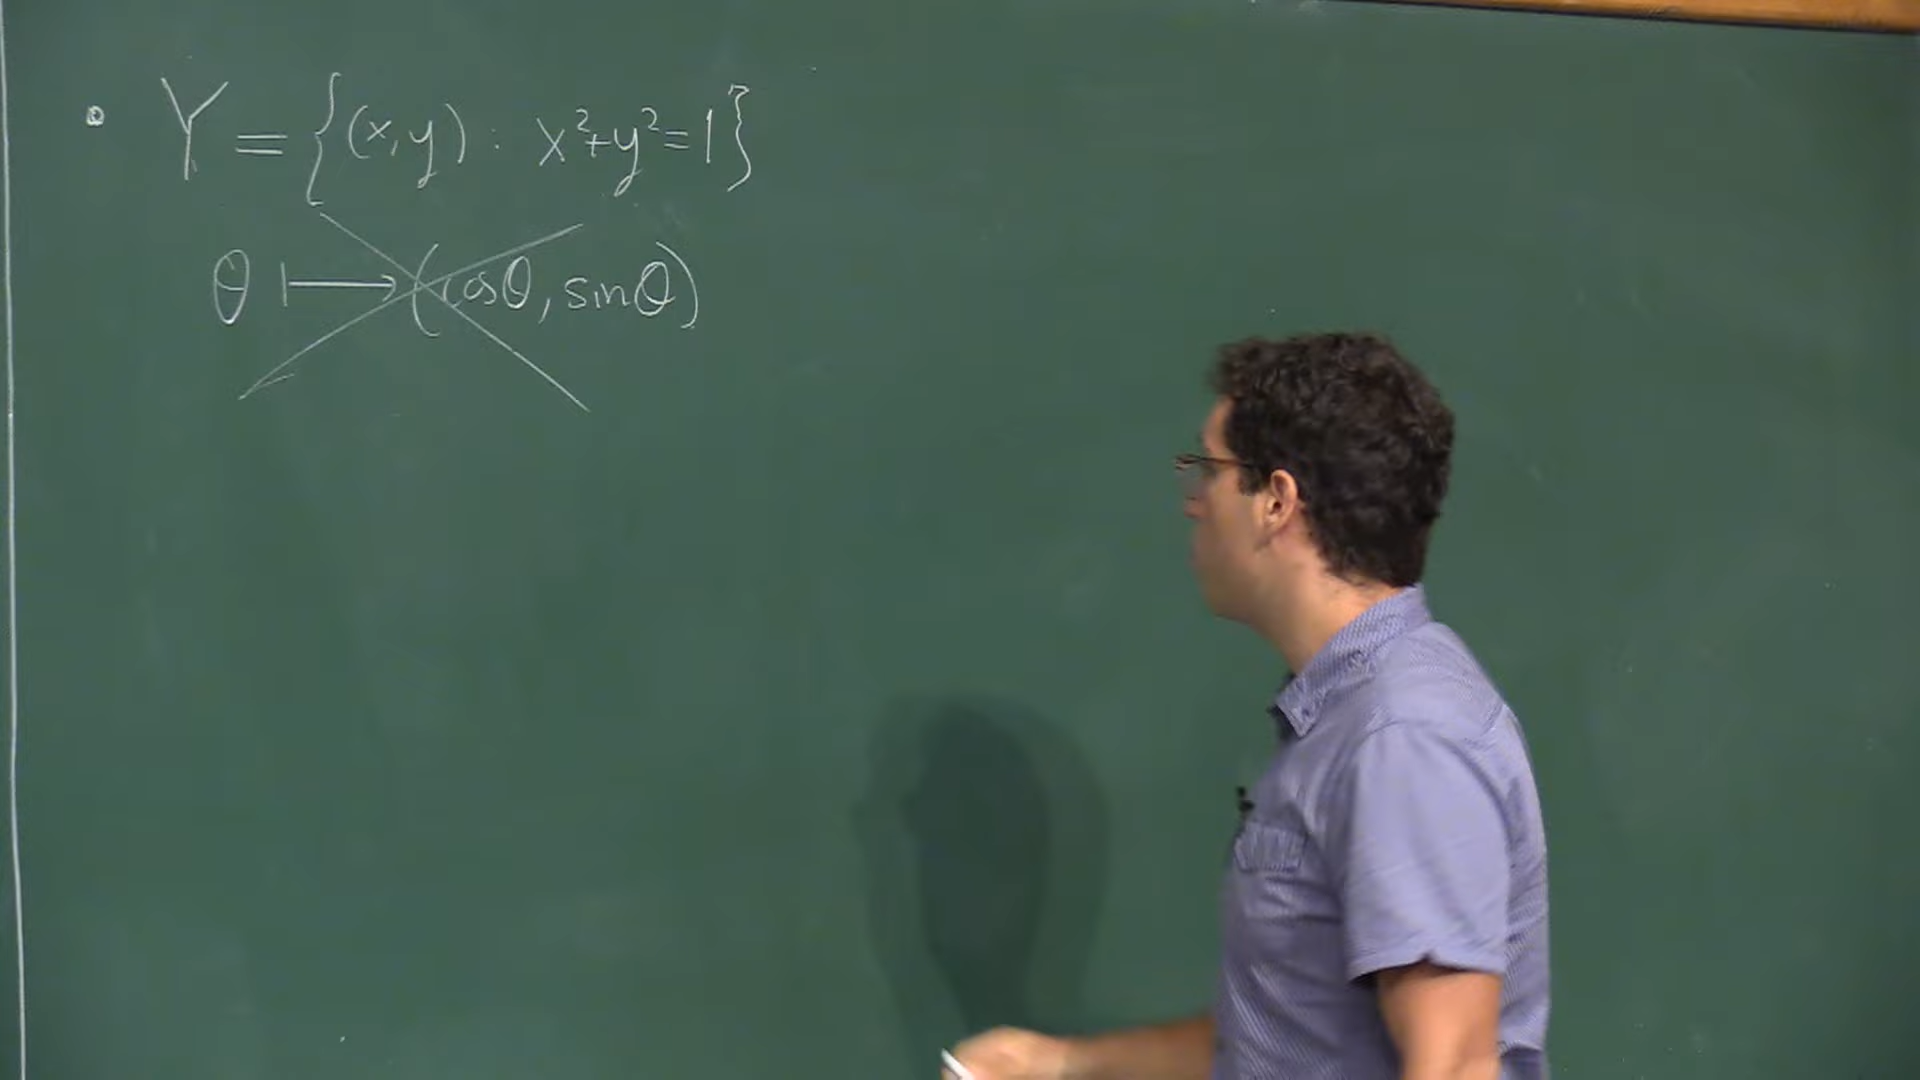 • Y = {(x,y) : x²+y²=1}
θ ⟼ (cosθ, sinθ)